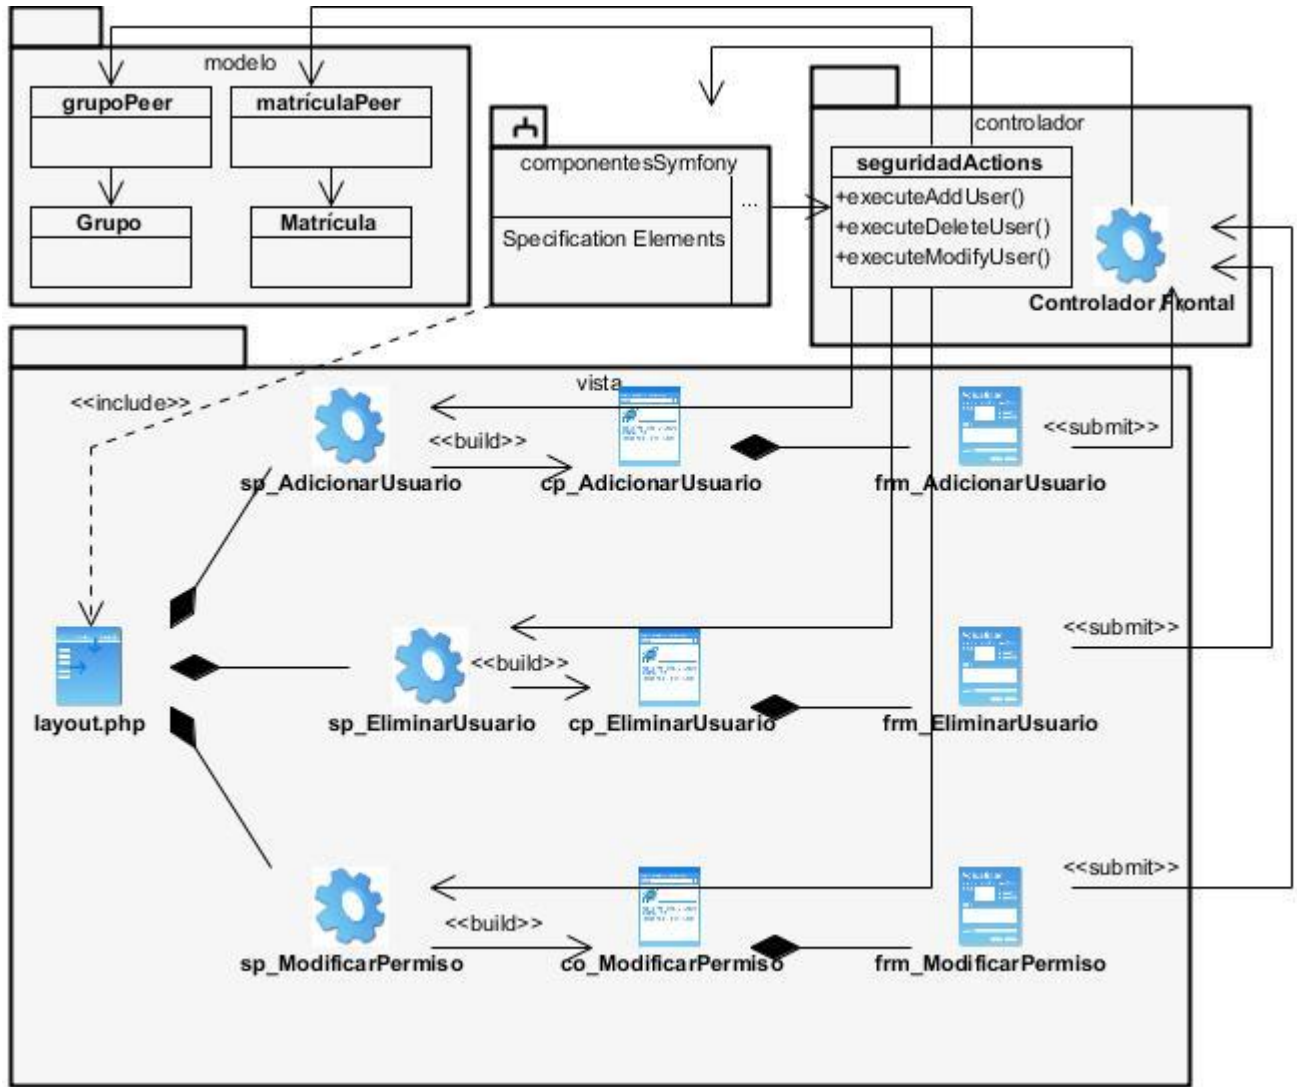 modelo
grupoPeer
matrículaPeer
Grupo
Matrícula
componentesSymfony
...
Specification Elements
controlador
seguridadActions
+executeAddUser()
+executeDeleteUser()
+executeModifyUser()
Controlador Frontal
vista
<<include>>
<<build>>
<<submit>>
sp_AdicionarUsuario
cp_AdicionarUsuario
frm_AdicionarUsuario
<<build>>
<<submit>>
layout.php
sp_EliminarUsuario
cp_EliminarUsuario
frm_EliminarUsuario
<<build>>
<<submit>>
sp_ModificarPermiso
co_ModificarPermiso
frm_ModificarPermiso